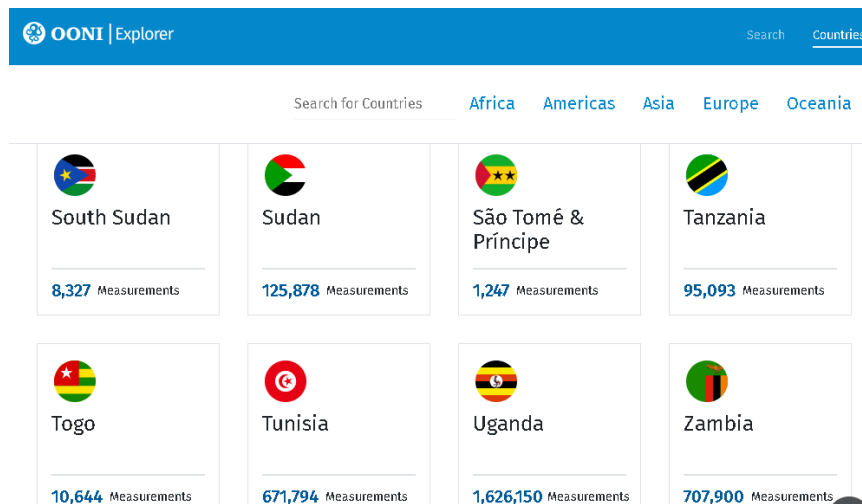 OONI | Explorer
Search Countries
Search for Countries Africa Americas Asia Europe Oceania
South Sudan
8,327 Measurements
Sudan
125,878 Measurements
São Tomé &
Príncipe
1,247 Measurements
Tanzania
95,093 Measurements
Togo
10,644 Measurements
Tunisia
671,794 Measurements
Uganda
1,626,150 Measurements
Zambia
707,900 Measurements